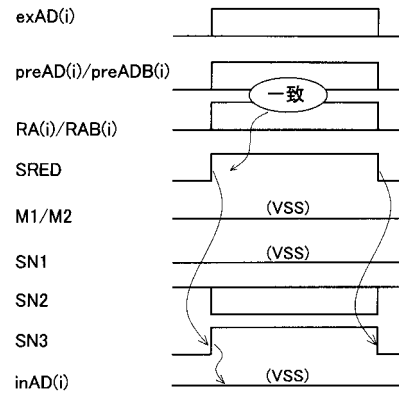 exAD(i)
preAD(i)/preADB(i)
一致
RA(i)/RAB(i)
SRED
M1/M2 (VSS)
SN1 (VSS)
SN2
SN3
inAD(i) (VSS)